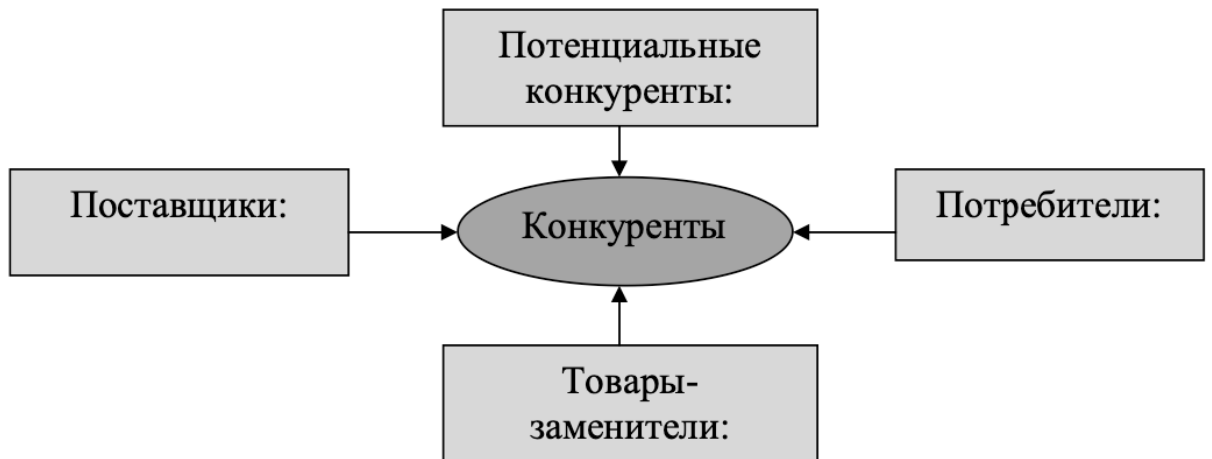 Потенциальные
конкуренты:
Поставщики:
Конкуренты
Потребители:
Товары-
заменители: